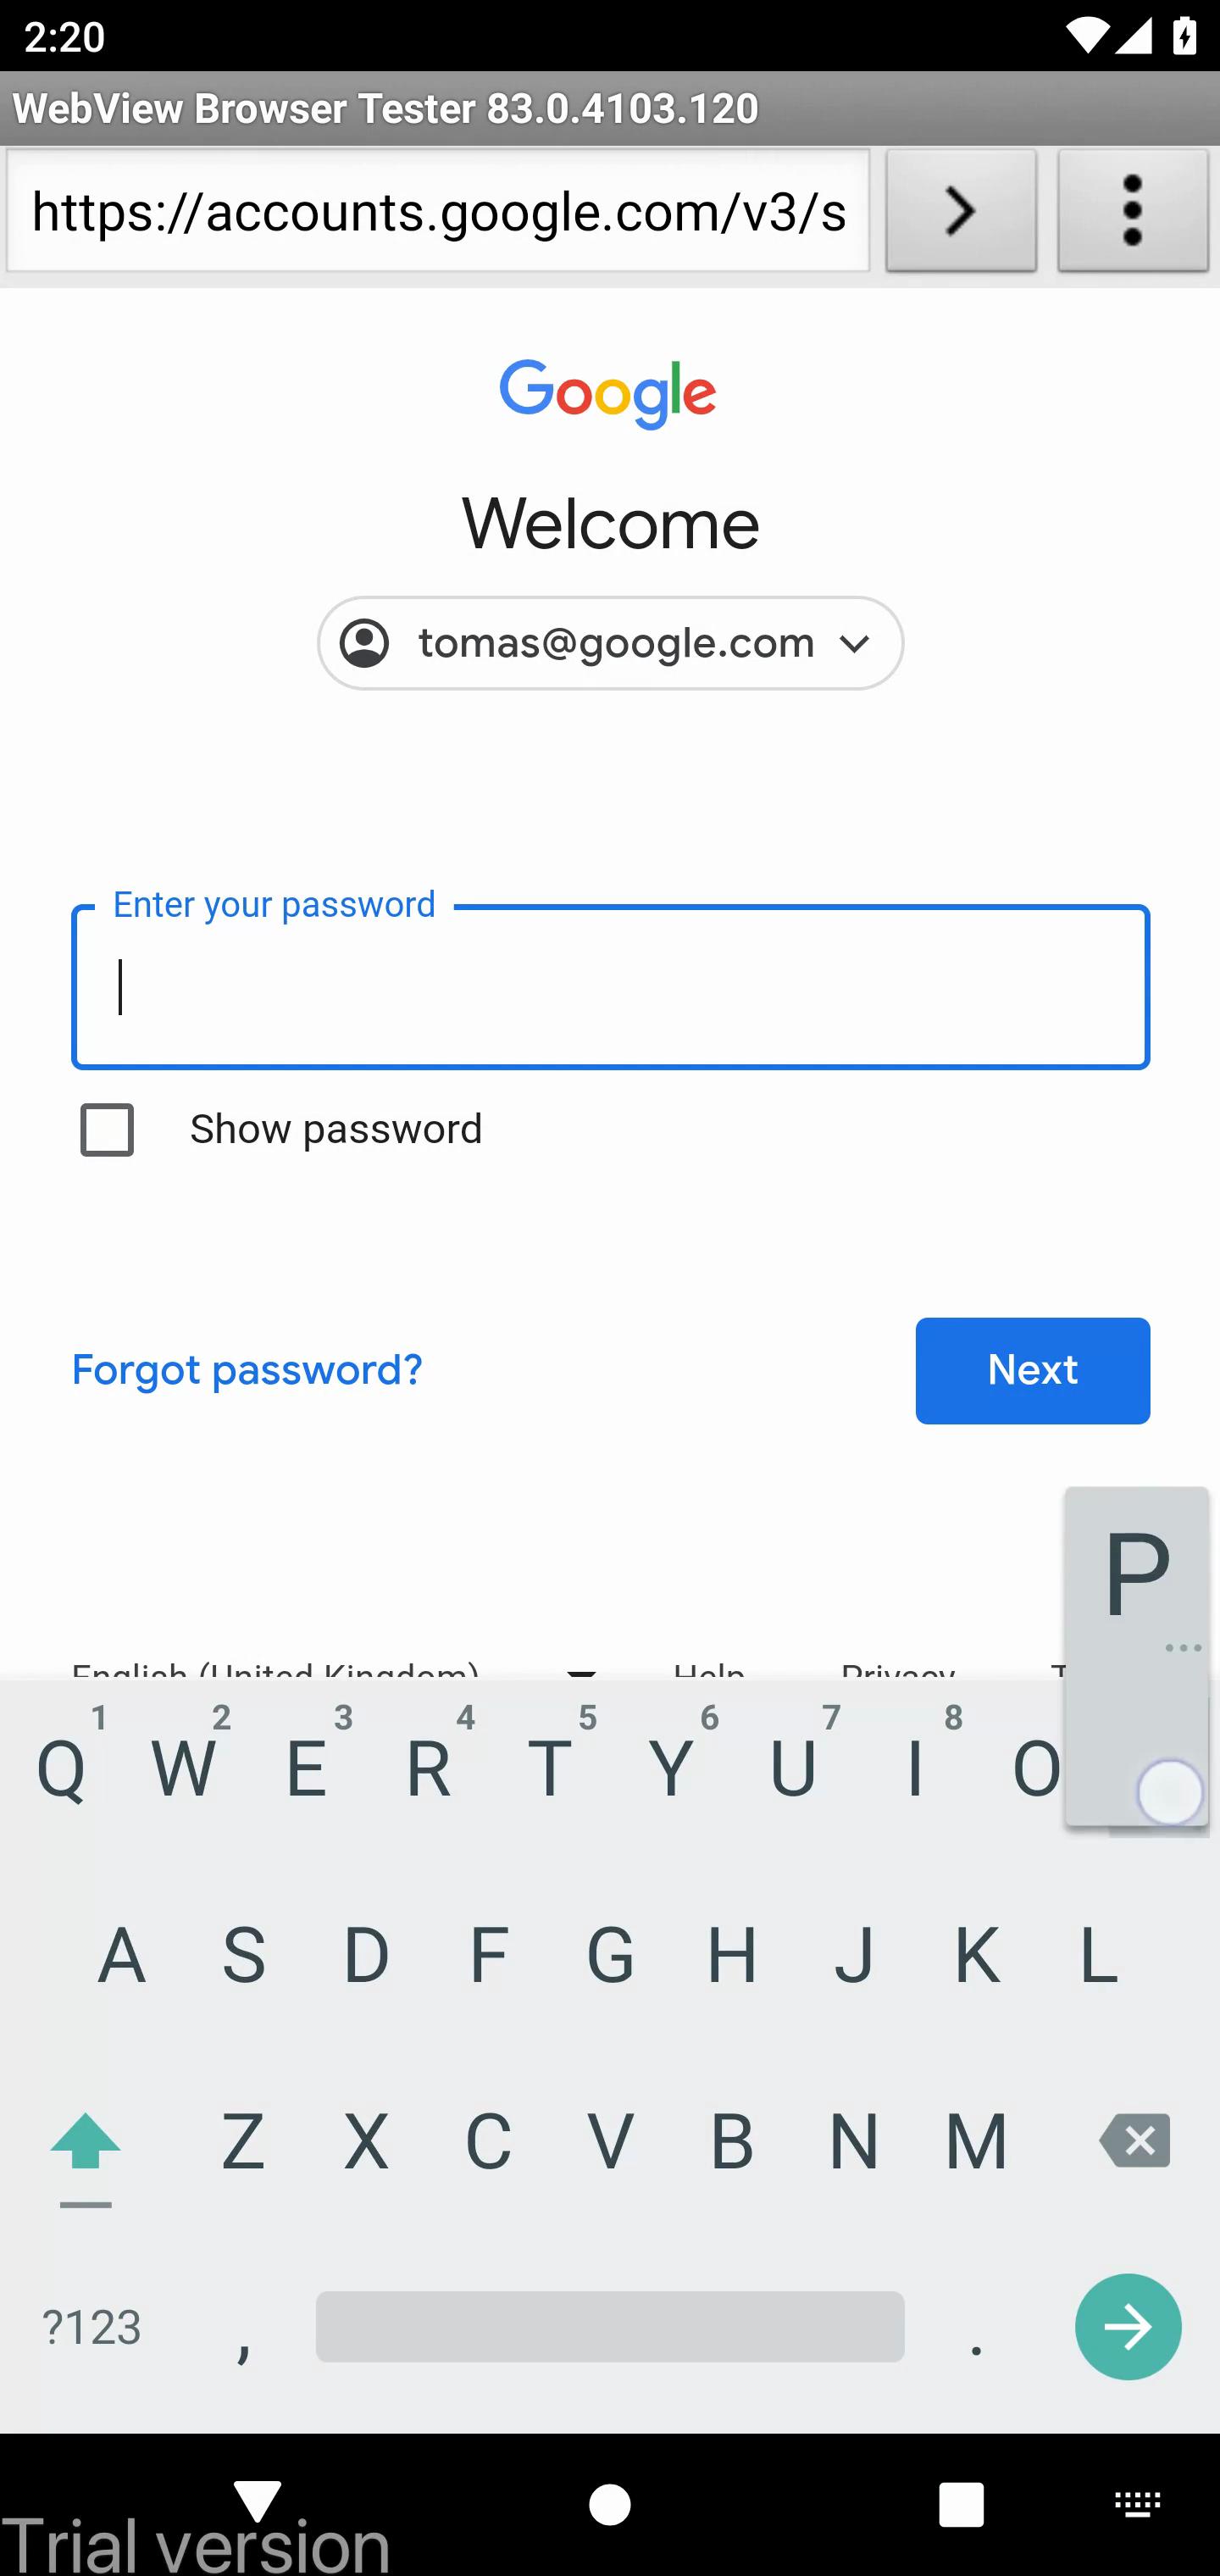 2:20
WebView Browser Tester 83.0.4103.120
https://accounts.google.com/v3/s
Google
Welcome
tomas@google.com
Enter your password
Show password
Forgot password?
Next
P
English (United Kingdom) Help Privacy
1 2 3 4 5 6 7 8
Q W E R T Y U I O
A S D F G H J K L
Z X C V B N M
?123 , .
Trial version